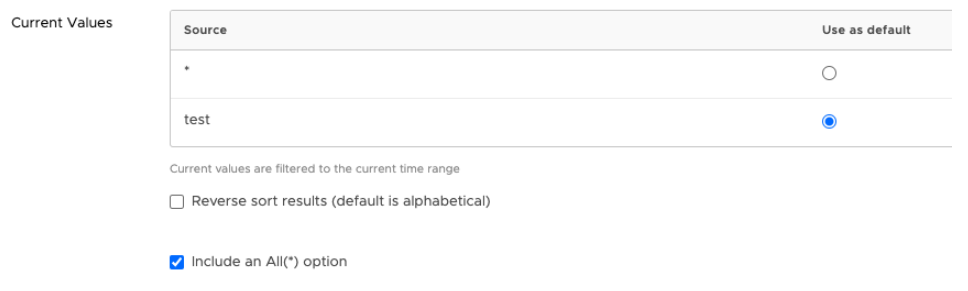 Current Values
Source Use as default
*
test
Current values are filtered to the current time range
Reverse sort results (default is alphabetical)
Include an All(*) option